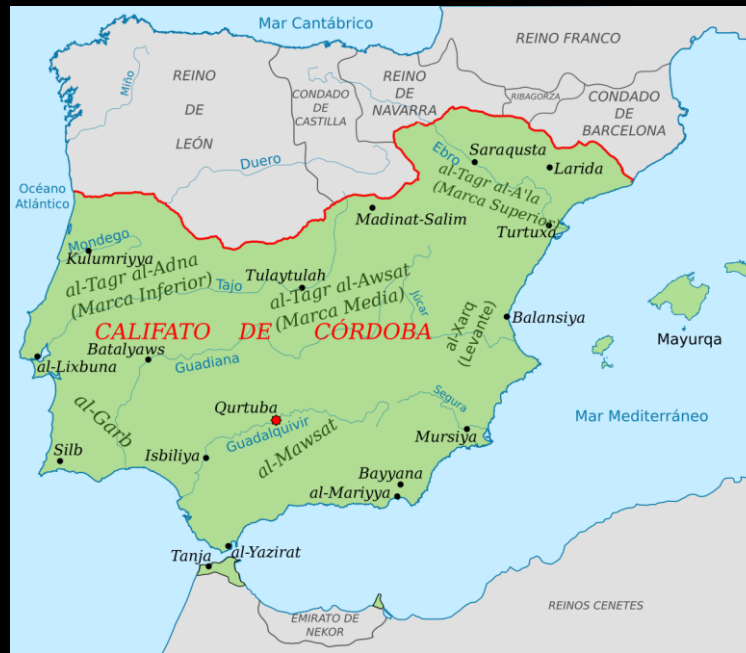 Mar Cantábrico
REINO FRANCO
REINO
DE
LEÓN
CONDADO
DE
CASTILLA
REINO
DE
NAVARRA
RIBAGORZA
CONDADO
DE
BARCELONA
Miño
Duero
Ebro
Océano
Atlántico
Saraqusta
Larida
al-Tagr al-A'la
(Marca Superior)
Madinat-Salim
Turtuxa
Mondego
Kulumriyya
al-Tagr al-Adna
(Marca Inferior)
Tajo
Tulaytulah
al-Tagr al-Awsat
(Marca Media)
Júcar
al-Xarq
(Levante)
Balansiya
Mayurqa
CALIFATO DE CÓRDOBA
Batalyaws
al-Lixbuna
Guadiana
al-Garb
Qurtuba
Guadalquivir
Segura
Mar Mediterráneo
Mursiya
Silb
Isbiliya
al-Mawsat
Bayyana
al-Mariyya
Tanja
al-Yazirat
EMIRATO DE
NEKOR
REINOS CENETES